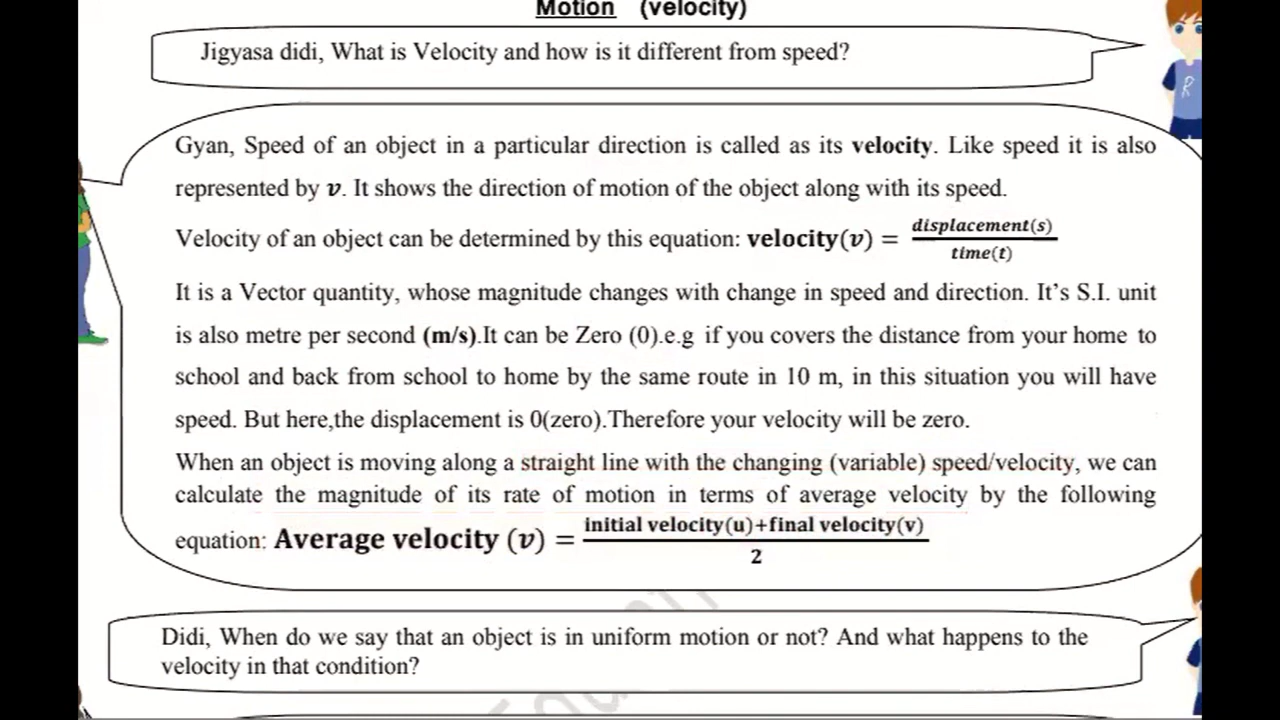 Motion (velocity)
Jigyasa didi, What is Velocity and how is it different from speed?
R
Gyan, Speed of an object in a particular direction is called as its velocity. Like speed it is also
represented by v. It shows the direction of motion of the object along with its speed.
Velocity of an object can be determined by this equation: velocity(v) = displacement(s)
time(t)
It is a Vector quantity, whose magnitude changes with change in speed and direction. It's S.I. unit
is also metre per second (m/s).It can be Zero (0).e.g if you covers the distance from your home to
school and back from school to home by the same route in 10 m, in this situation you will have
speed. But here,the displacement is 0(zero).Therefore your velocity will be zero.
When an object is moving along a straight line with the changing (variable) speed/velocity, we can
calculate the magnitude of its rate of motion in terms of average velocity by the following
equation: Average velocity (v) = initial velocity(u)+final velocity(v)
2
Didi, When do we say that an object is in uniform motion or not? And what happens to the
velocity in that condition?